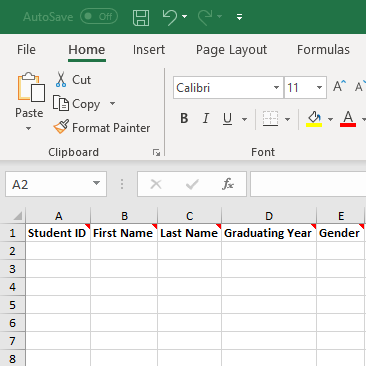 AutoSave Off
File Home Insert Page Layout Formulas
Cut
Copy
Paste
Format Painter
Clipboard
Calibri 11 A A
B I U A
Font
A2 fx
A B C D E
1 Student ID First Name Last Name Graduating Year Gender
2
3
4
5
6
7
8